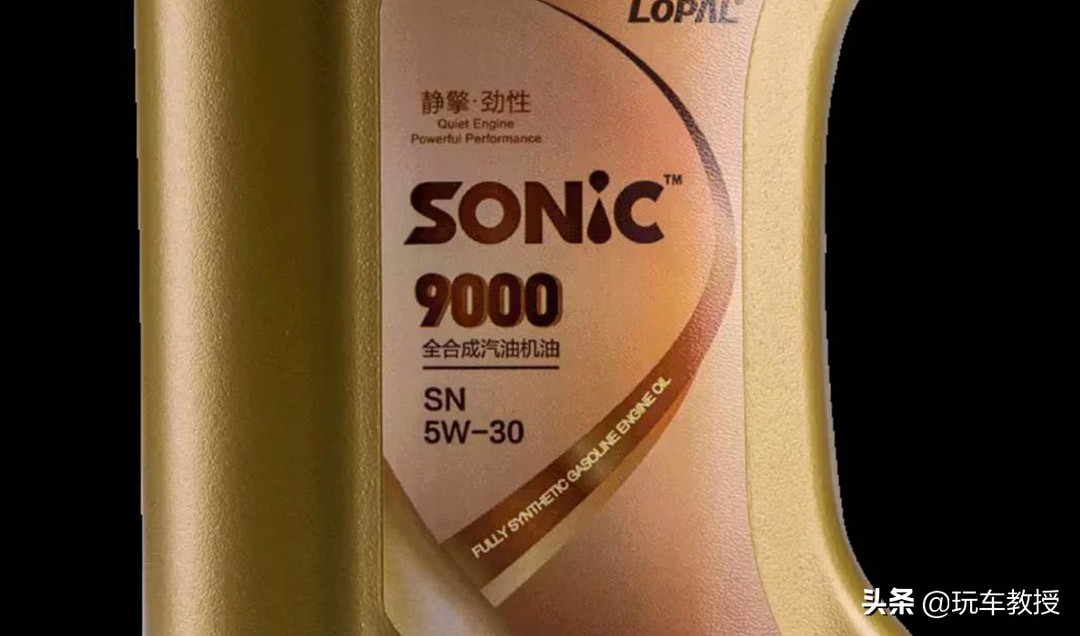 LOPAL
静擎·劲性
Quiet Engine
Powerful Performance
SONiC™
9000
全合成汽油机油
SN
5W-30
FULLY SYNTHETIC GASOLINE ENGINE OIL
头条 @玩车教授